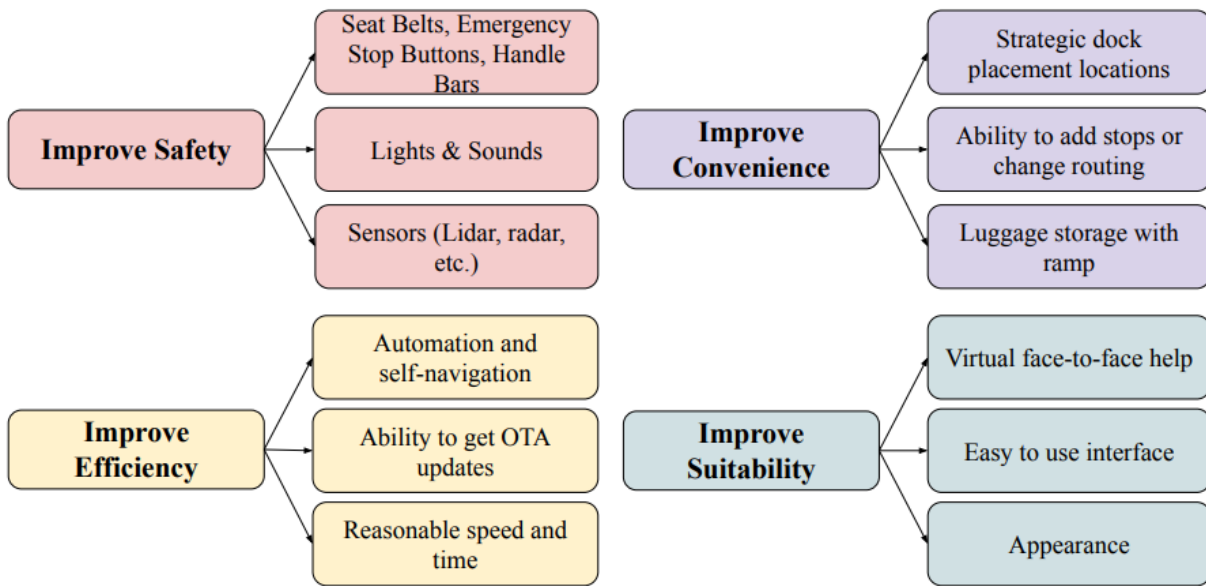 Improve Safety
Seat Belts, Emergency
Stop Buttons, Handle
Bars
Lights & Sounds
Sensors (Lidar, radar,
etc.)
Improve
Convenience
Strategic dock
placement locations
Ability to add stops or
change routing
Luggage storage with
ramp
Improve
Efficiency
Automation and
self-navigation
Ability to get OTA
updates
Reasonable speed and
time
Improve
Suitability
Virtual face-to-face help
Easy to use interface
Appearance